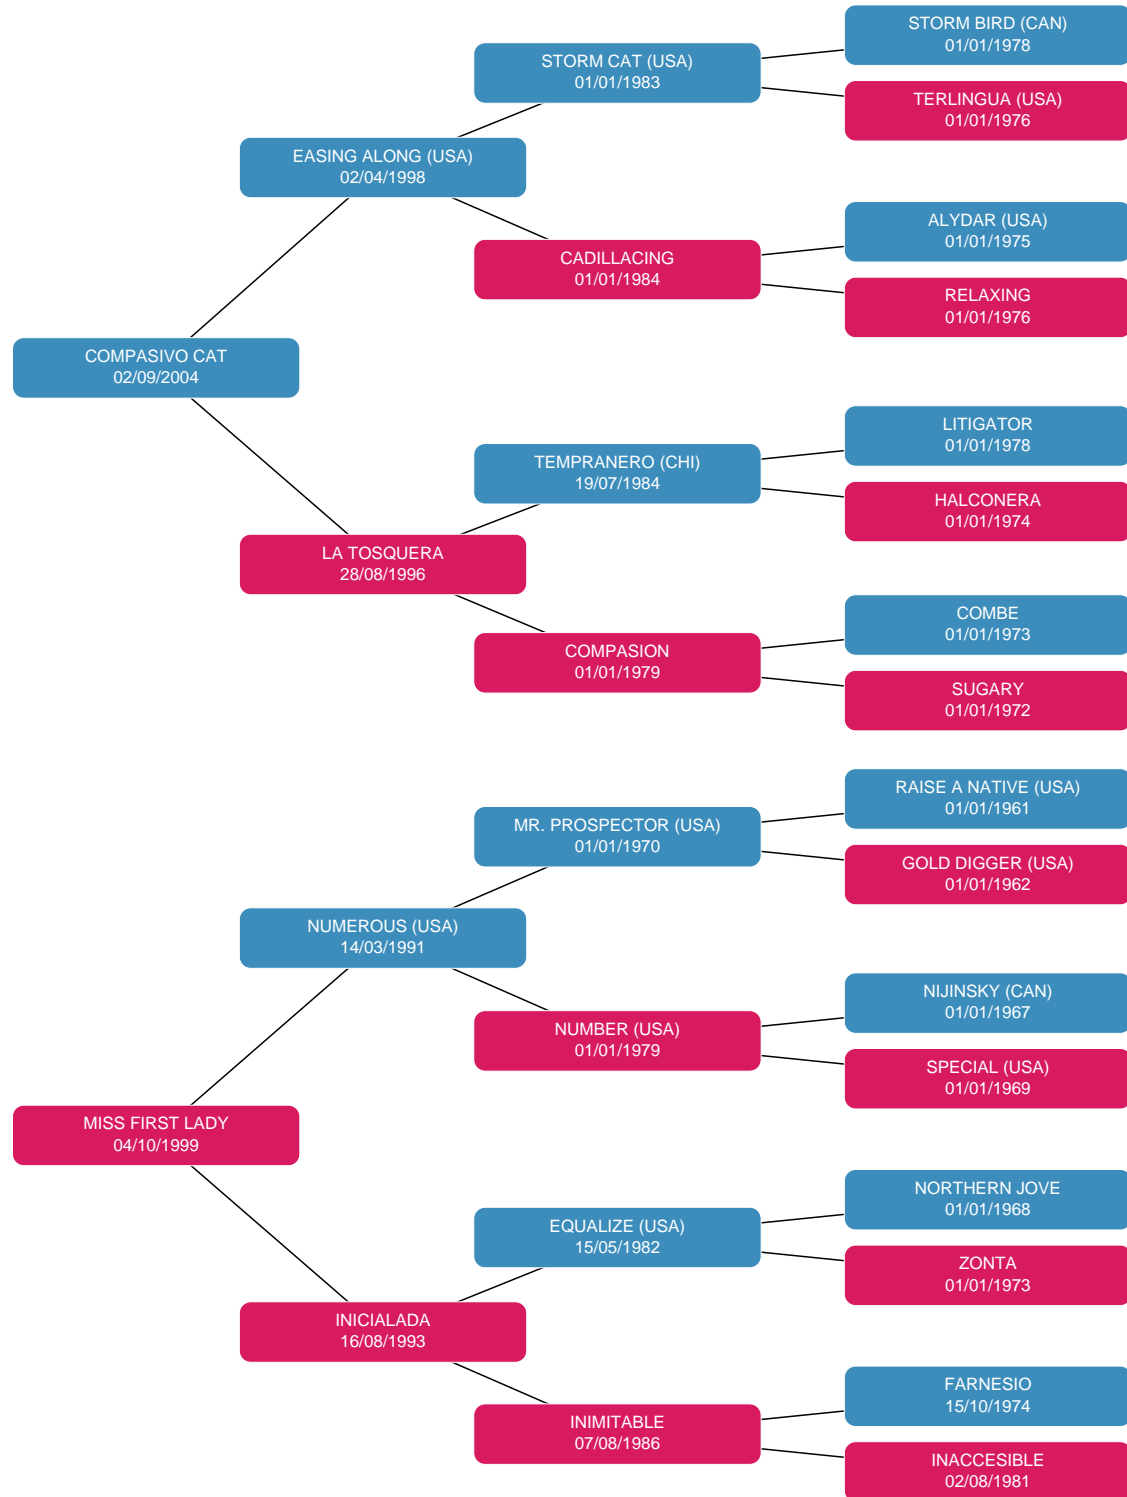 STORM BIRD (CAN)
01/01/1978
STORM CAT (USA)
01/01/1983
TERLINGUA (USA)
01/01/1976
EASING ALONG (USA)
02/04/1998
ALYDAR (USA)
01/01/1975
CADILLACING
01/01/1984
RELAXING
01/01/1976
COMPASIVO CAT
02/09/2004
LITIGATOR
01/01/1978
TEMPRANERO (CHI)
19/07/1984
HALCONERA
01/01/1974
LA TOSQUERA
28/08/1996
COMBE
01/01/1973
COMPASION
01/01/1979
SUGARY
01/01/1972
RAISE A NATIVE (USA)
01/01/1961
MR. PROSPECTOR (USA)
01/01/1970
GOLD DIGGER (USA)
01/01/1962
NUMEROUS (USA)
14/03/1991
NIJINSKY (CAN)
01/01/1967
NUMBER (USA)
01/01/1979
SPECIAL (USA)
01/01/1969
MISS FIRST LADY
04/10/1999
NORTHERN JOVE
01/01/1968
EQUALIZE (USA)
15/05/1982
ZONTA
01/01/1973
INICIALADA
16/08/1993
FARNESIO
15/10/1974
INIMITABLE
07/08/1986
INACCESIBLE
02/08/1981